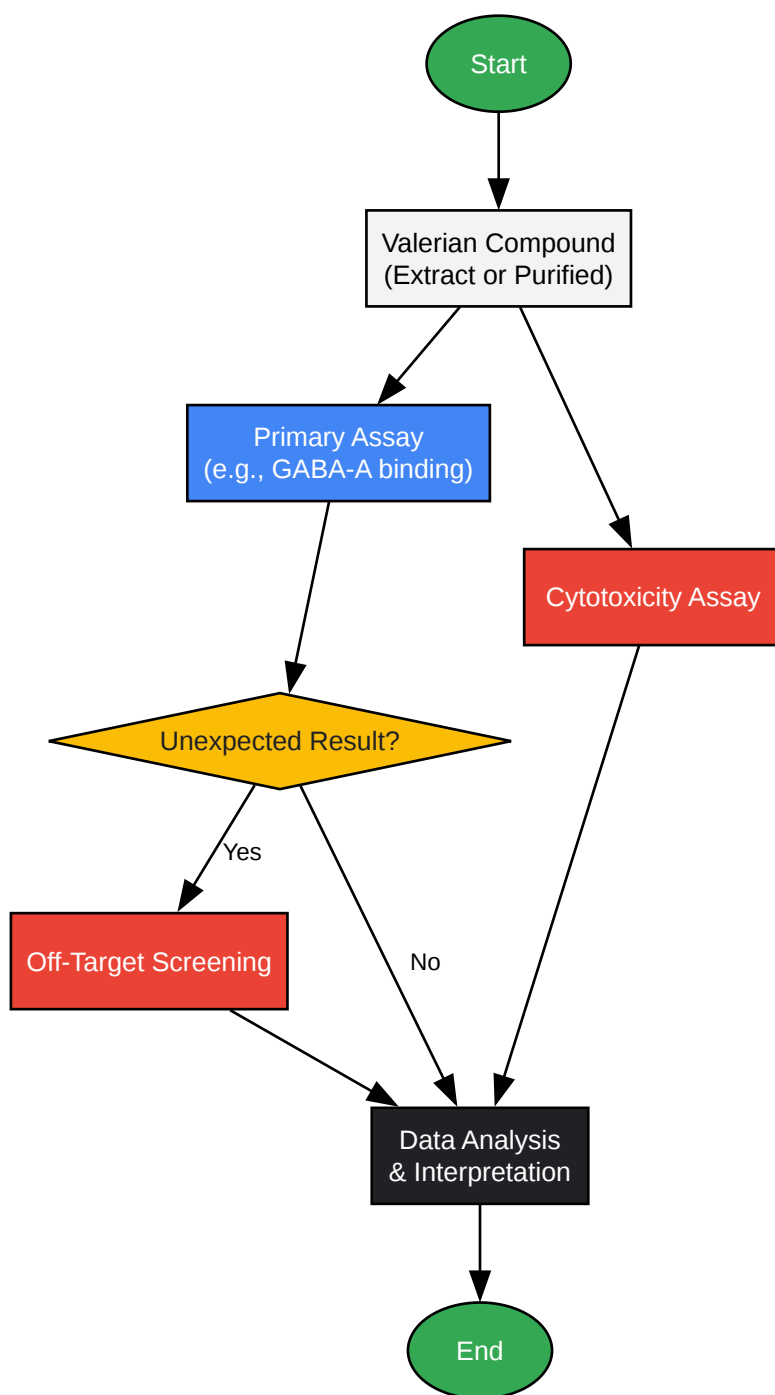 Start
Valerian Compound
(Extract or Purified)
Primary Assay
(e.g., GABA-A binding)
Cytotoxicity Assay
Unexpected Result?
Yes
Off-Target Screening
No
Data Analysis
& Interpretation
End